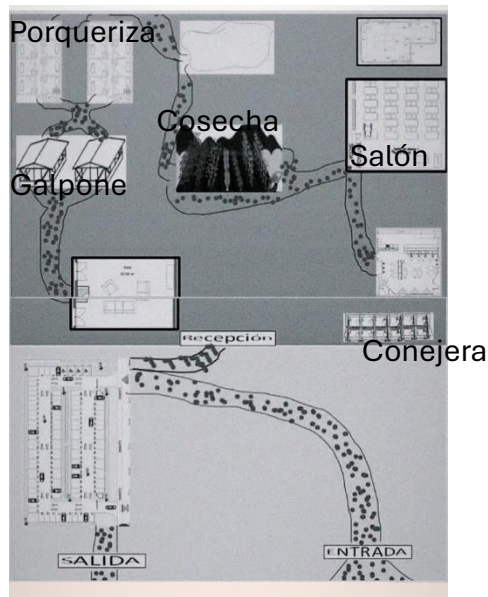 Porqueriza
Cosecha
Salón
Galpone
Recepción
Conejera
SALIDA
ENTRADA